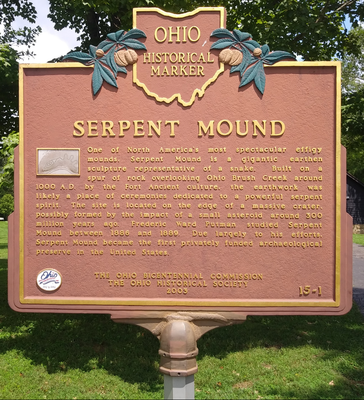 OHIO
HISTORICAL
MARKER
SERPENT MOUND
One of North America's most spectacular effigy
mounds, Serpent Mound is a gigantic earthen
sculpture representative of a snake. Built on a
spur of rock overlooking Ohio Brush Creek around
1000 A.D. by the Fort Ancient culture, the earthwork was
likely a place of ceremonies dedicated to a powerful serpent
spirit. The site is located on the edge of a massive crater,
possibly formed by the impact of a small asteroid around 300
million years ago. Frederic Ward Putnam studied Serpent
Mound between 1886 and 1889. Due largely to his efforts,
Serpent Mound became the first privately funded archaeological
preserve in the United States.
THE OHIO BICENTENNIAL COMMISSION
THE OHIO HISTORICAL SOCIETY
2003
15-1
Ohio